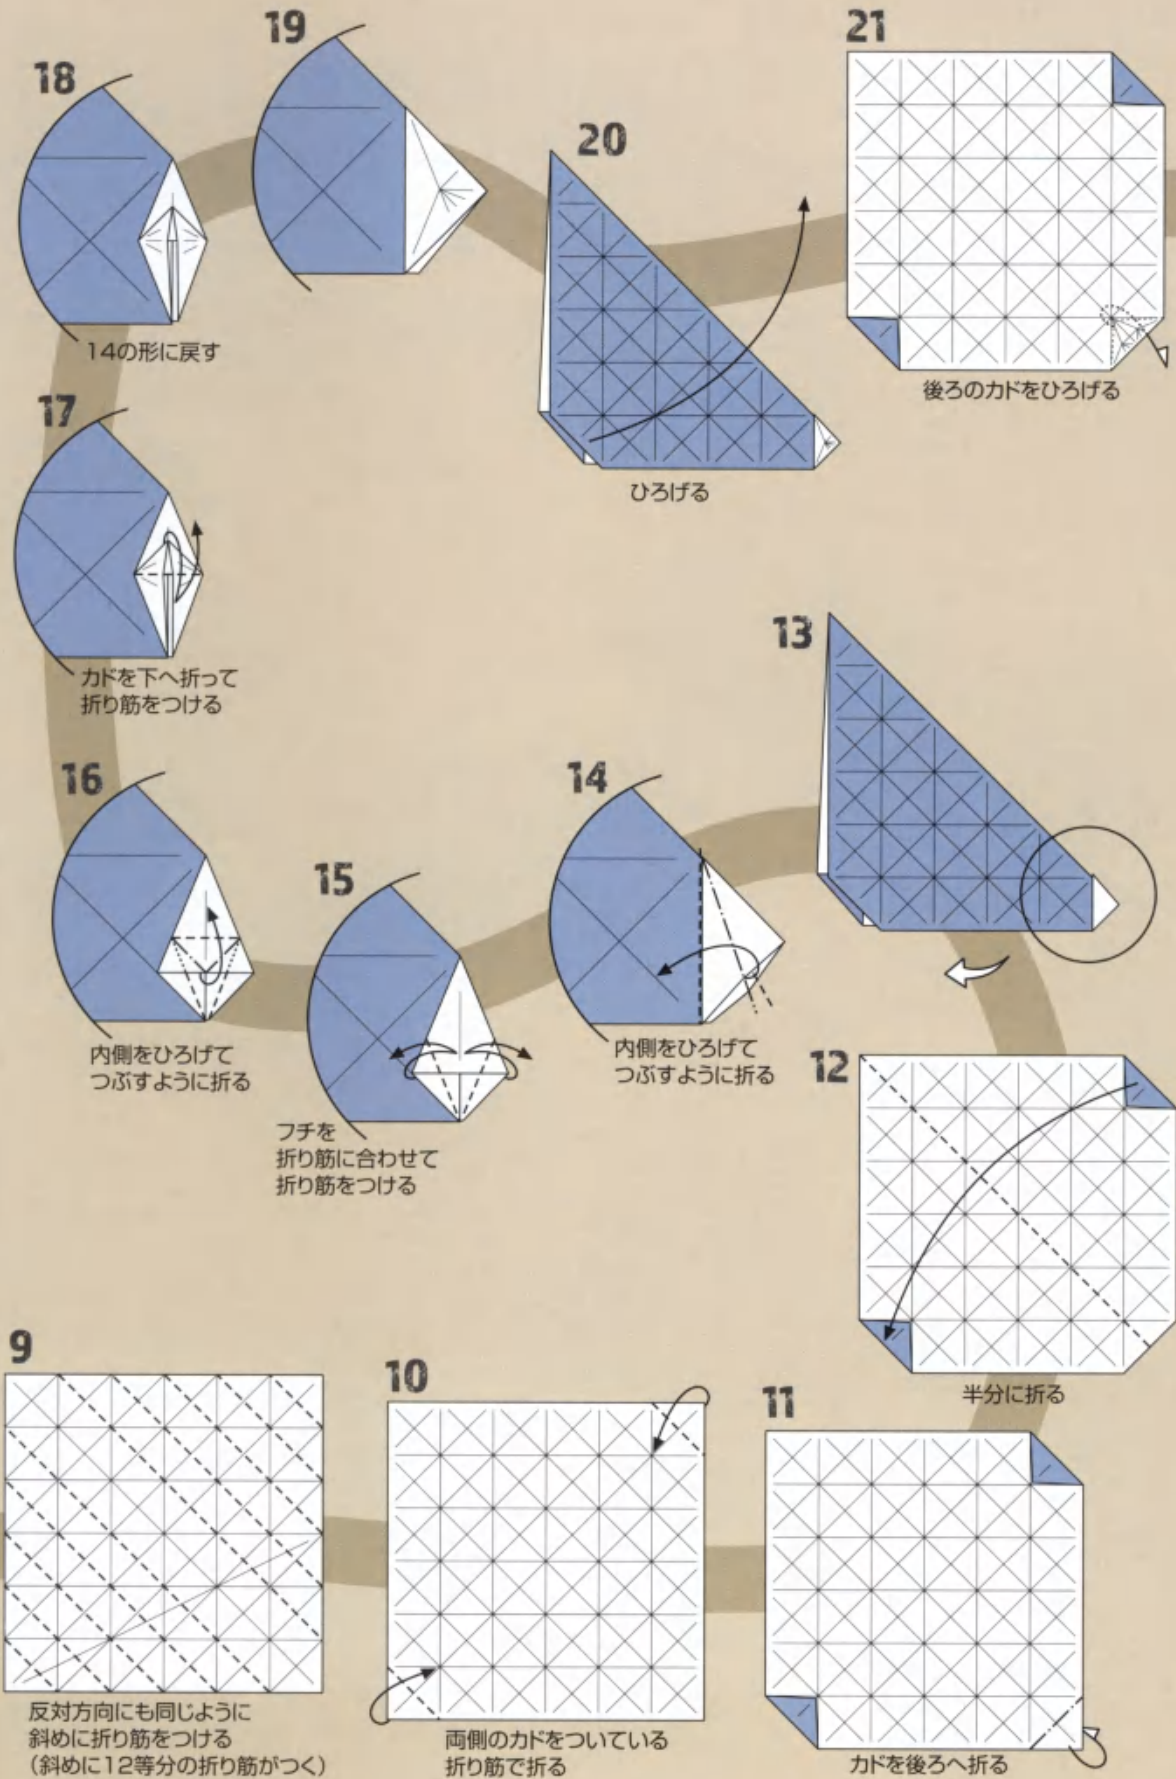 9
反対方向にも同じように
斜めに折り筋をつける
(斜めに12等分の折り筋がつく)
10
両側のカドをついている
折り筋で折る
11
カドを後ろへ折る
12
半分に折る
13
14
内側をひろげて
つぶすように折る
15
フチを
折り筋に合わせて
折り筋をつける
16
内側をひろげて
つぶすように折る
17
カドを下へ折って
折り筋をつける
18
14の形に戻す
19
20
ひろげる
21
後ろのカドをひろげる